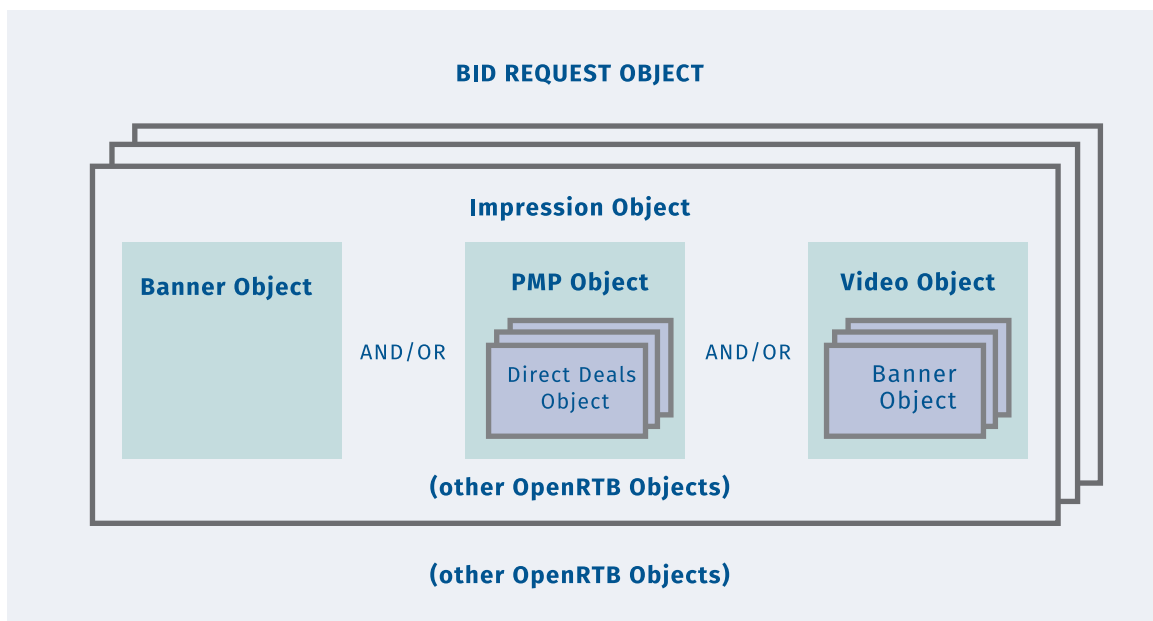 BID REQUEST OBJECT
Impression Object
Banner Object
AND/OR
PMP Object
Direct Deals
Object
AND/OR
Video Object
Banner
Object
(other OpenRTB Objects)
(other OpenRTB Objects)